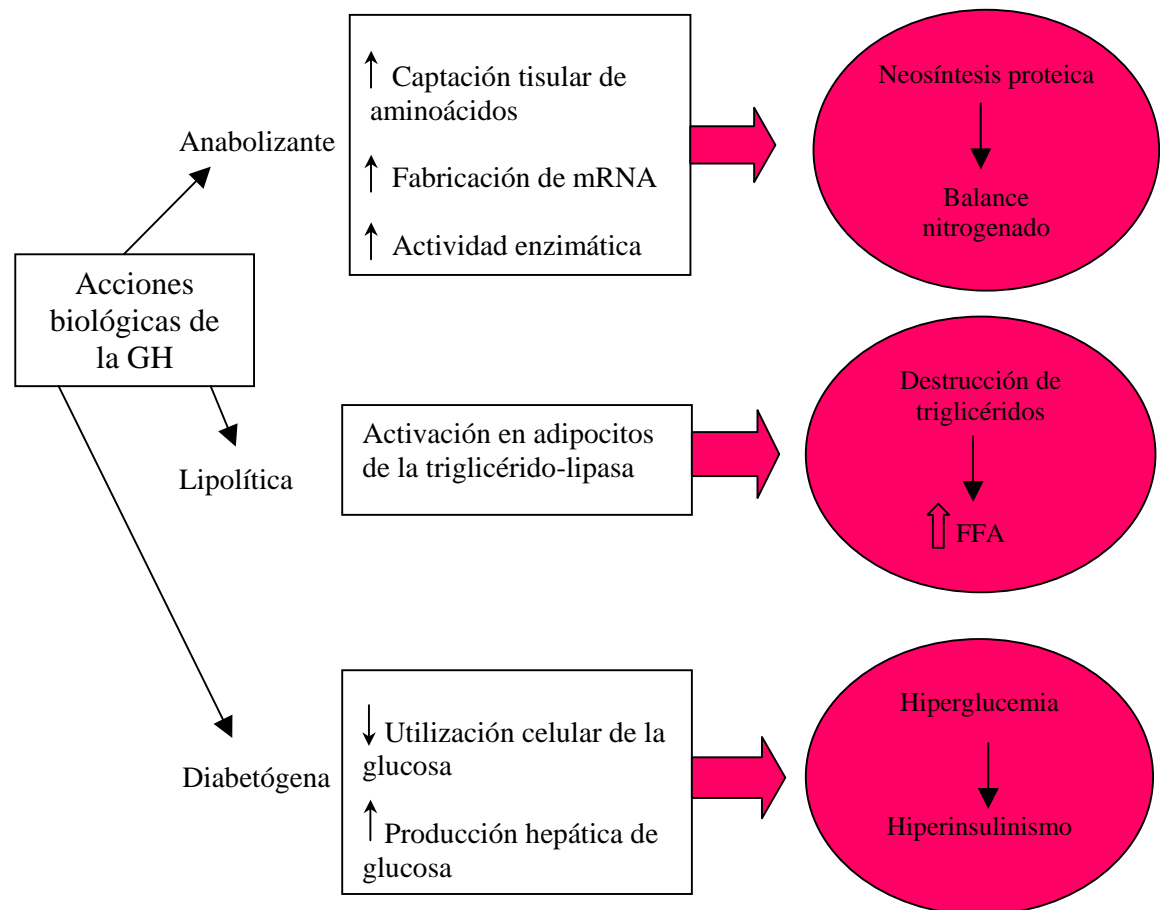 ↑ Captación tisular de
aminoácidos
↑ Fabricación de mRNA
↑ Actividad enzimática
Neosíntesis proteica
Balance
nitrogenado
Anabolizante
Acciones
biológicas de
la GH
Lipolítica
Activación en adipocitos
de la triglicérido-lipasa
Destrucción de
triglicéridos
⇧ FFA
Diabetógena
↓ Utilización celular de la
glucosa
↑ Producción hepática de
glucosa
Hiperglucemia
Hiperinsulinismo